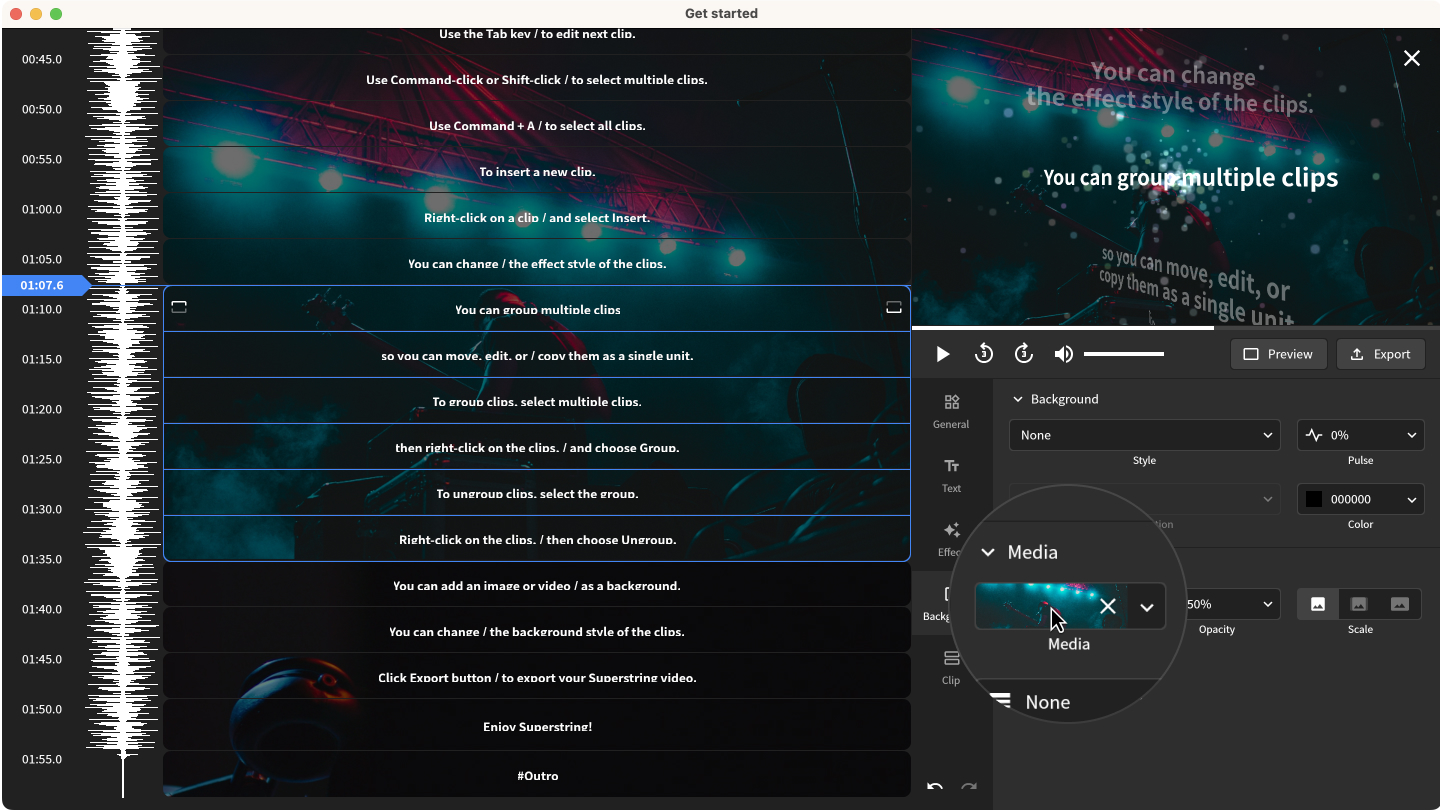 Get started
00:45.0
00:50.0
00:55.0
01:00.0
01:05.0
01:07.6
01:10.0
01:15.0
01:20.0
01:25.0
01:30.0
01:35.0
01:40.0
01:45.0
01:50.0
01:55.0
Use the Tab key / to edit next clip.
Use Command-click or Shift-click / to select multiple clips.
Use Command + A / to select all clips.
To insert a new clip.
Right-click on a clip / and select Insert.
You can change / the effect style of the clips.
You can group multiple clips
so you can move, edit, or / copy them as a single unit.
To group clips, select multiple clips,
then right-click on the clips, / and choose Group.
To ungroup clips, select the group.
Right-click on the clips, / then choose Ungroup.
You can add an image or video / as a background.
You can change / the background style of the clips.
Click Export button / to export your Superstring video.
Enjoy Superstring!
#Outro
You can change
the effect style of the clips.
You can group multiple clips
so you can move, edit, or
copy them as a single unit.
3
3
Preview
Export
General
Text
Effec
Backg
Clip
Background
None
Style
0%
Pulse
tion
000000
Color
Media
Media
None
50%
Opacity
Scale